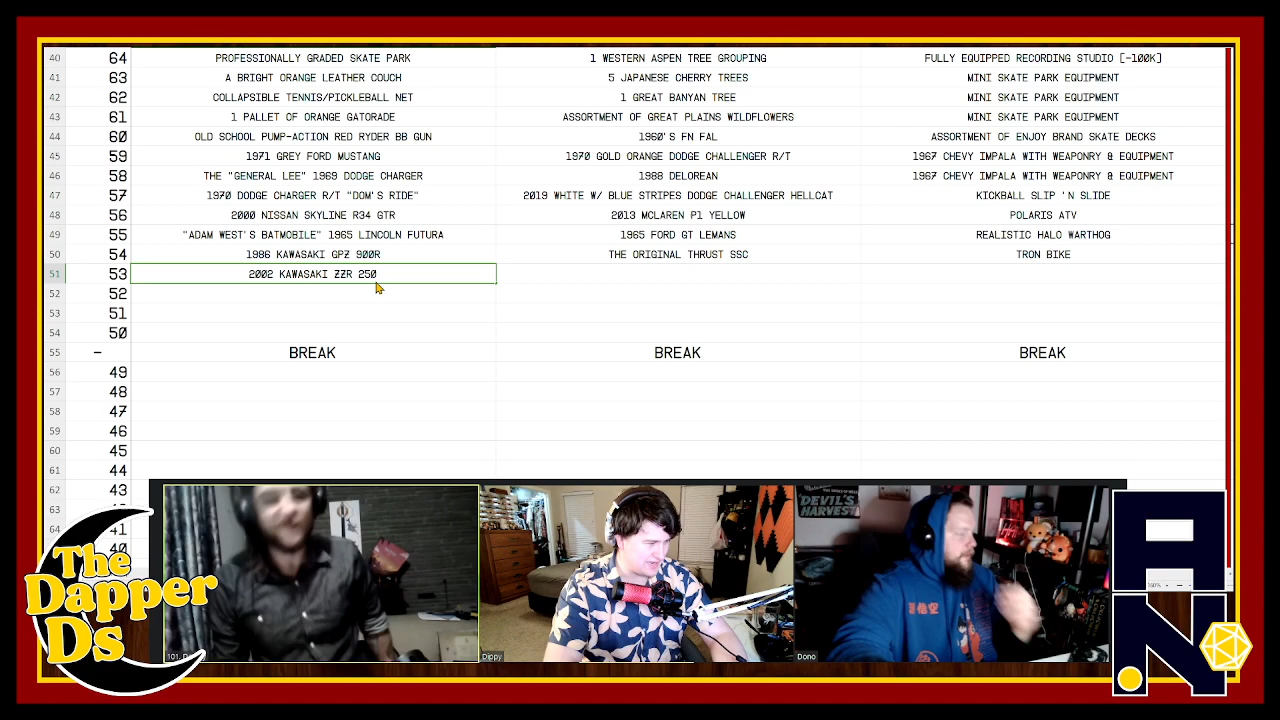 40 64 PROFESSIONALLY GRADED SKATE PARK 1 WESTERN ASPEN TREE GROUPING FULLY EQUIPPED RECORDING STUDIO [-100K]
41 63 A BRIGHT ORANGE LEATHER COUCH 5 JAPANESE CHERRY TREES MINI SKATE PARK EQUIPMENT
42 62 COLLAPSIBLE TENNIS/PICKLEBALL NET 1 GREAT BANYAN TREE MINI SKATE PARK EQUIPMENT
43 61 1 PALLET OF ORANGE GATORADE ASSORTMENT OF GREAT PLAINS WILDFLOWERS MINI SKATE PARK EQUIPMENT
44 60 OLD SCHOOL PUMP-ACTION RED RYDER BB GUN 1960'S FN FAL ASSORTMENT OF ENJOY BRAND SKATE DECKS
45 59 1971 GREY FORD MUSTANG 1970 GOLD ORANGE DODGE CHALLENGER R/T 1967 CHEVY IMPALA WITH WEAPONRY & EQUIPMENT
46 58 THE "GENERAL LEE" 1969 DODGE CHARGER 1988 DELOREAN 1967 CHEVY IMPALA WITH WEAPONRY & EQUIPMENT
47 57 1970 DODGE CHARGER R/T "DOM'S RIDE" 2019 WHITE W/ BLUE STRIPES DODGE CHALLENGER HELLCAT KICKBALL SLIP 'N SLIDE
48 56 2000 NISSAN SKYLINE R34 GTR 2013 MCLAREN P1 YELLOW POLARIS ATV
49 55 "ADAM WEST'S BATMOBILE" 1965 LINCOLN FUTURA 1965 FORD GT LEMANS REALISTIC HALO WARTHOG
50 54 1986 KAWASAKI GPZ 900R THE ORIGINAL THRUST SSC TRON BIKE
51 53 2002 KAWASAKI ZZR 250
52 52
53 51
54 50
55 - BREAK BREAK BREAK
56 49
57 48
58 47
59 46
60 45
61 44
62 43
63
64 41
40
The
Dapper
Ds
DEVIL'S
HARVEST
101.
Dippy
Dono
160%
A
N